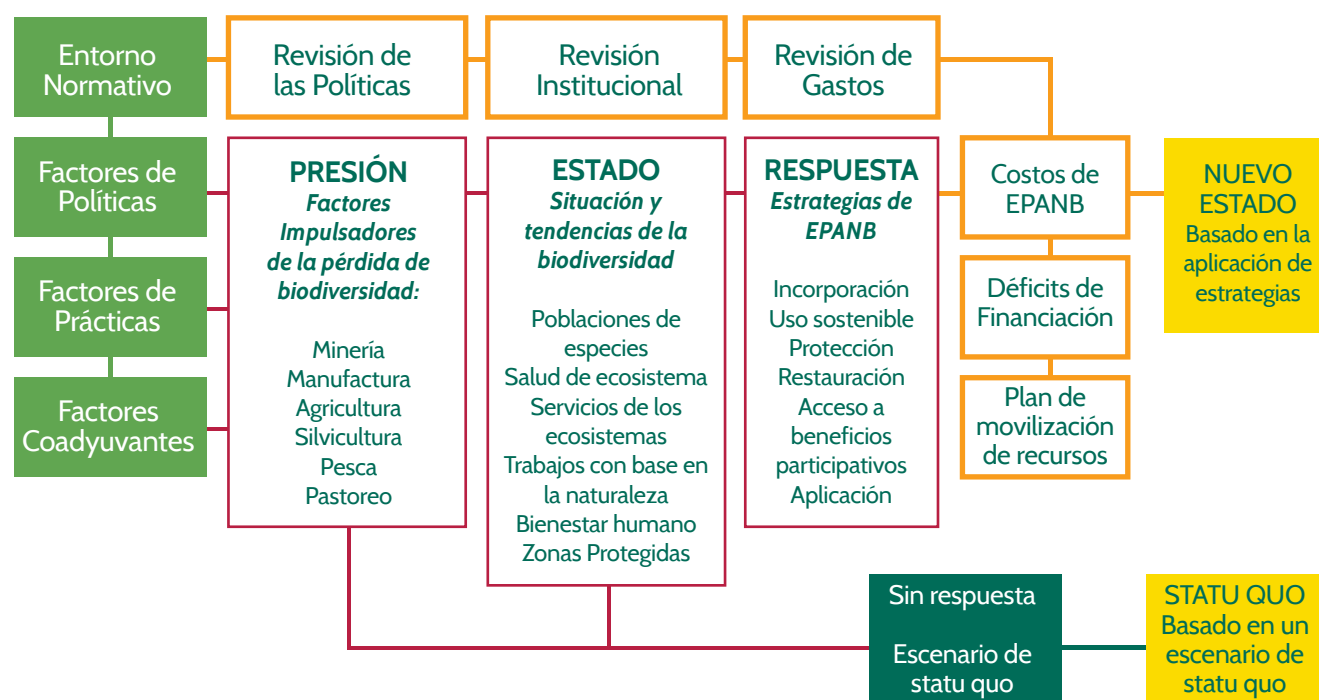 Entorno
Normativo
Revisión de
las Políticas
Revisión
Institucional
Revisión de
Gastos
Factores de
Políticas
Factores de
Prácticas
Factores
Coadyuvantes
PRESIÓN
Factores
Impulsadores
de la pérdida de
biodiversidad:
Minería
Manufactura
Agricultura
Silvicultura
Pesca
Pastoreo
ESTADO
Situación y
tendencias de la
biodiversidad
Poblaciones de
especies
Salud de ecosistema
Servicios de los
ecosistemas
Trabajos con base en
la naturaleza
Bienestar humano
Zonas Protegidas
RESPUESTA
Estrategias de
EPANB
Incorporación
Uso sostenible
Protección
Restauración
Acceso a
beneficios
participativos
Aplicación
Costos de
EPANB
Déficits de
Financiación
Plan de
movilización
de recursos
NUEVO
ESTADO
Basado en la
aplicación de
estrategias
Sin respuesta
Escenario de
statu quo
STATU QUO
Basado en un
escenario de
statu quo